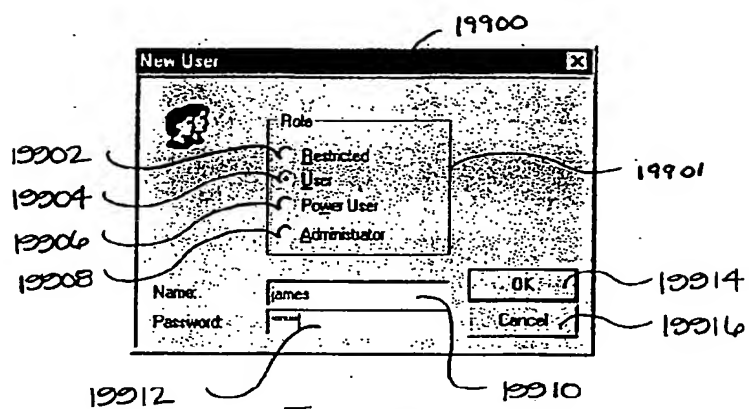 19900
New User
Role
19902
Restricted
19901
19904
User
19906
Power User
19908
Administrator
OK
19914
Name:
james
Cancel
19916
Password:
19912
19910